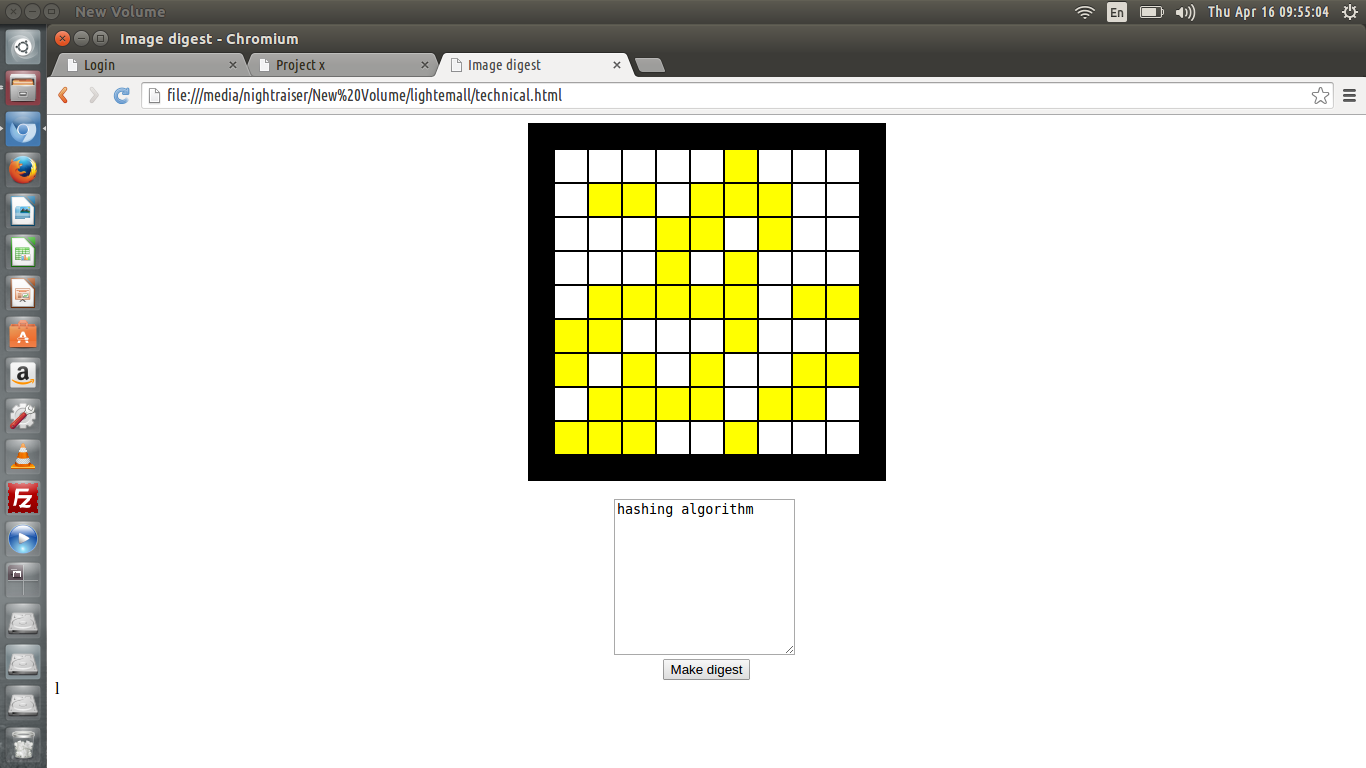 New Volume
En
Thu Apr 16 09:55:04
Image digest - Chromium
Login
Project x
Image digest
file:///media/nightraiser/New%20Volume/lightemall/technical.html
hashing algorithm
Make digest
l
A
a
FZ